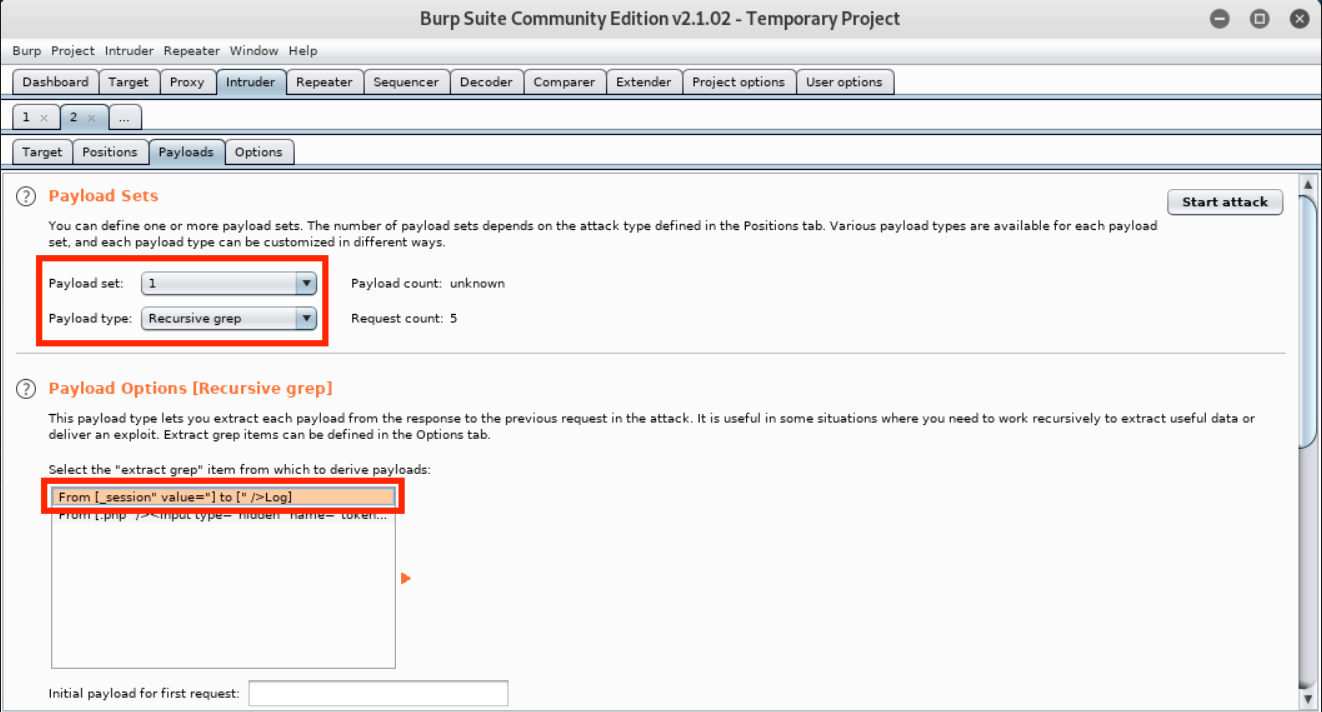 Burp Suite Community Edition v2.1.02 - Temporary Project
Burp Project Intruder Repeater Window Help
Dashboard Target Proxy Intruder Repeater Sequencer Decoder Comparer Extender Project options User options
1 × 2 × ...
Target Positions Payloads Options
? Payload Sets
Start attack
You can define one or more payload sets. The number of payload sets depends on the attack type defined in the Positions tab. Various payload types are available for each payload
set, and each payload type can be customized in different ways.
Payload set: 1 Payload count: unknown
Payload type: Recursive grep Request count: 5
? Payload Options [Recursive grep]
This payload type lets you extract each payload from the response to the previous request in the attack. It is useful in some situations where you need to work recursively to extract useful data or
deliver an exploit. Extract grep items can be defined in the Options tab.
Select the "extract grep" item from which to derive payloads:
From [_session" value="] to [" />Log]
From [.php" /><input type="hidden" name="token...
Initial payload for first request: